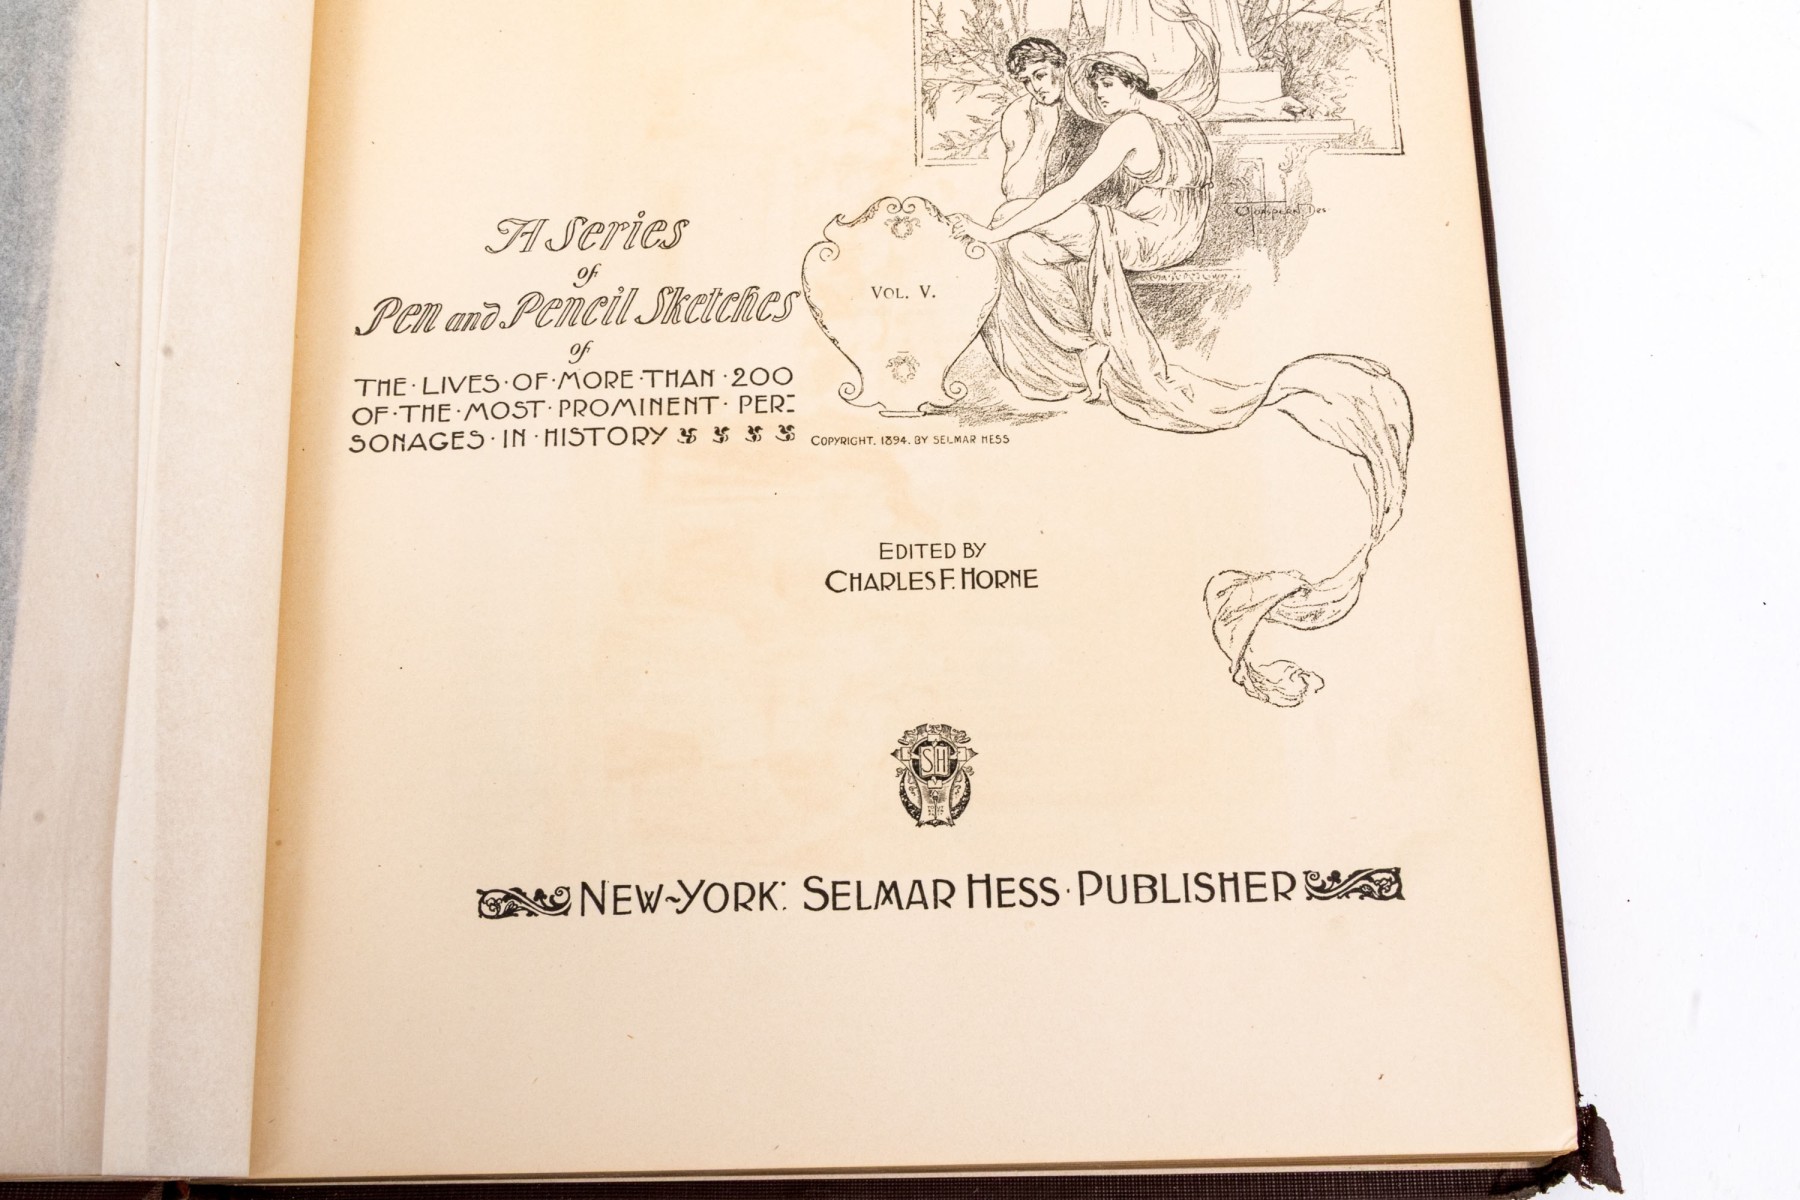 A Series
of
Pen and Pencil Sketches
of
THE·LIVES·OF·MORE·THAN·200
OF·THE·MOST·PROMINENT·PER-
SONAGES·IN·HISTORY
VOL. V.
COPYRIGHT, 1894, BY SELMAR HESS
EDITED BY
CHARLES F. HORNE
SH
NEW-YORK: SELMAR HESS·PUBLISHER